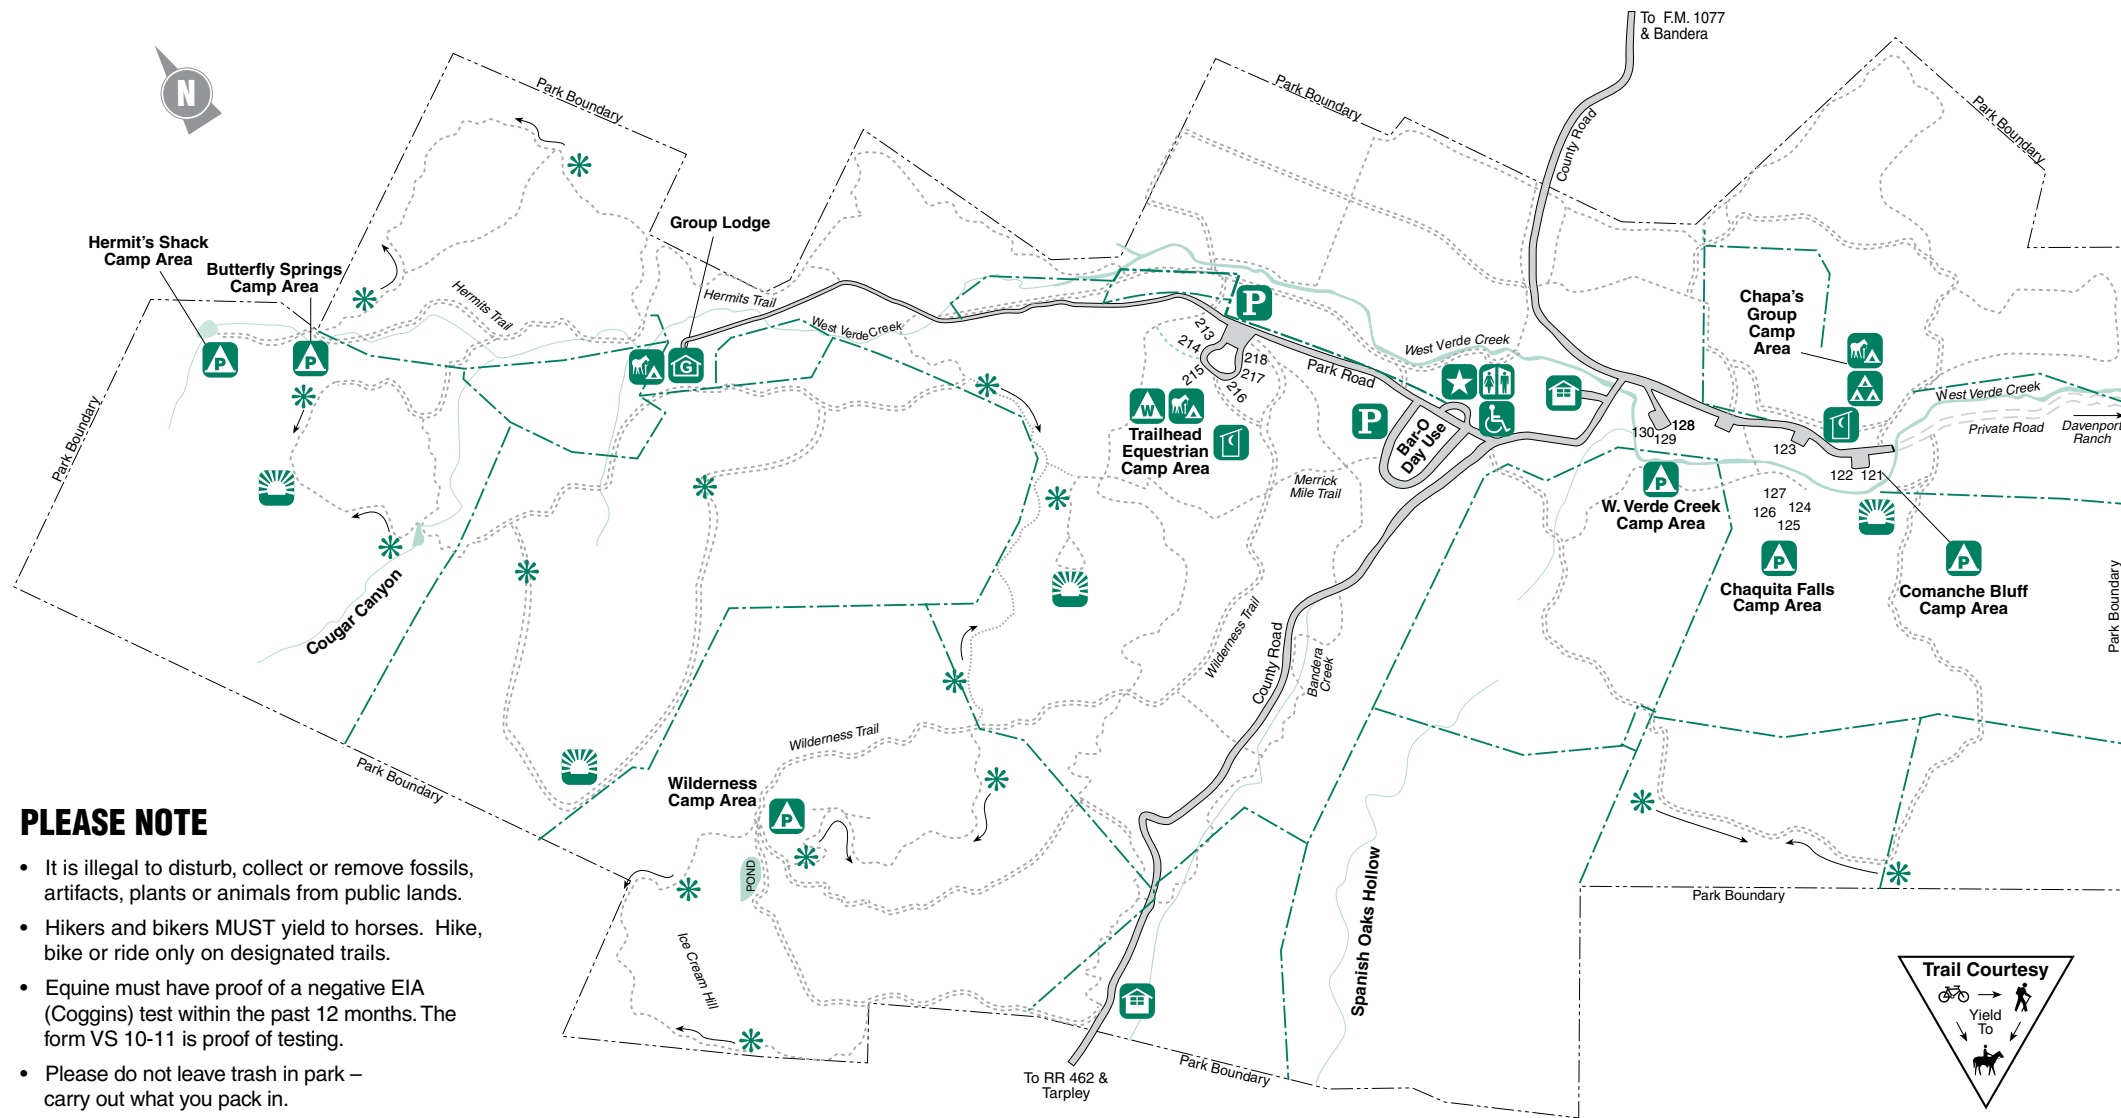 To F.M. 1077
& Bandera
N
Park Boundary
Park Boundary
Park Boundary
County Road
Group Lodge
Hermit's Shack
Camp Area
Butterfly Springs
Camp Area
Hermits Trail
Hermits Trail
West Verde Creek
P
213
214
215
216
217
218
Park Road
West Verde Creek
Chapa's
Group
Camp
Area
West Verde Creek
Private Road
Davenport
Ranch
P
P
G
W
Trailhead
Equestrian
Camp Area
P
Bar-O
Day Use
Merrick
Mile Trail
130
129
128
123
122
121
127
126
124
125
P
W. Verde Creek
Camp Area
P
Chaquita Falls
Camp Area
P
Comanche Bluff
Camp Area
Park Boundary
Park Boundary
Cougar Canyon
Wilderness Trail
County Road
Bandera
Creek
Wilderness Trail
Park Boundary
Wilderness
Camp Area
P
POND
Ice Cream Hill
Spanish Oaks Hollow
Park Boundary
Park Boundary
To RR 462 &
Tarpley
PLEASE NOTE
• It is illegal to disturb, collect or remove fossils,
artifacts, plants or animals from public lands.
• Hikers and bikers MUST yield to horses. Hike,
bike or ride only on designated trails.
• Equine must have proof of a negative EIA
(Coggins) test within the past 12 months. The
form VS 10-11 is proof of testing.
• Please do not leave trash in park –
carry out what you pack in.
Trail Courtesy
Yield
To